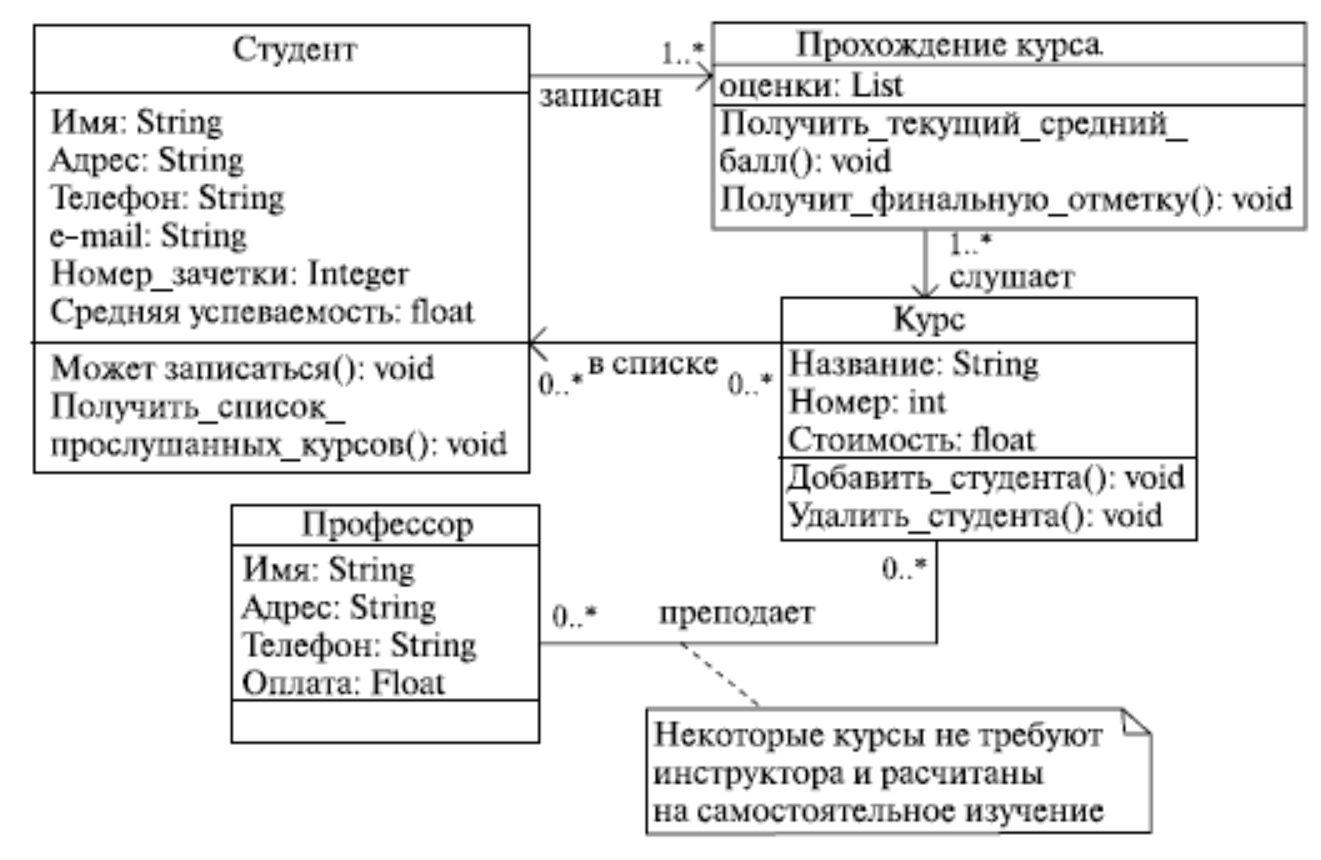 Студент
Имя: String
Адрес: String
Телефон: String
e-mail: String
Номер_зачетки: Integer
Средняя успеваемость: float
Может записаться(): void
Получить_список_
прослушанных_курсов(): void
1..*
записан
Прохождение курса
оценки: List
Получить_текущий_средний_
балл(): void
Получит_финальную_отметку(): void
1..*
слушает
0..*
в списке
0..*
Курс
Название: String
Номер: int
Стоимость: float
Добавить_студента(): void
Удалить_студента(): void
Профессор
Имя: String
Адрес: String
Телефон: String
Оплата: Float
0..*
преподает
0..*
Некоторые курсы не требуют
инструктора и расчитаны
на самостоятельное изучение